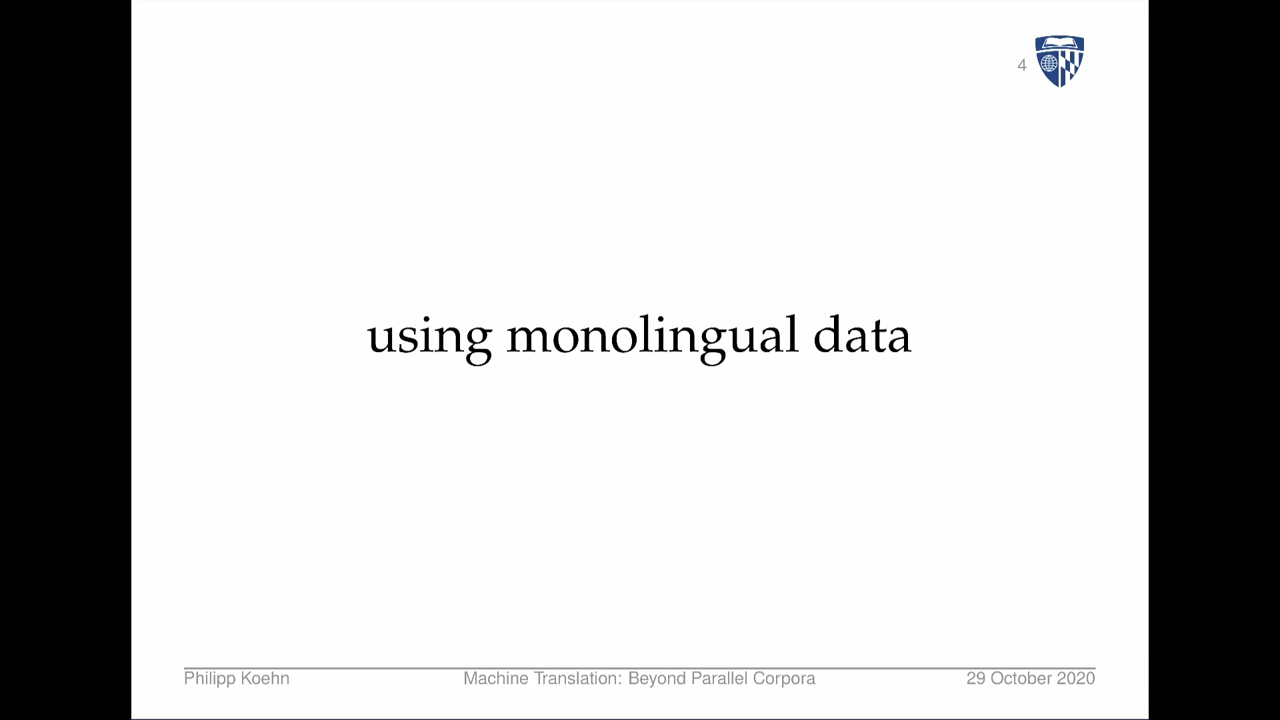 4
using monolingual data
Philipp Koehn Machine Translation: Beyond Parallel Corpora 29 October 2020